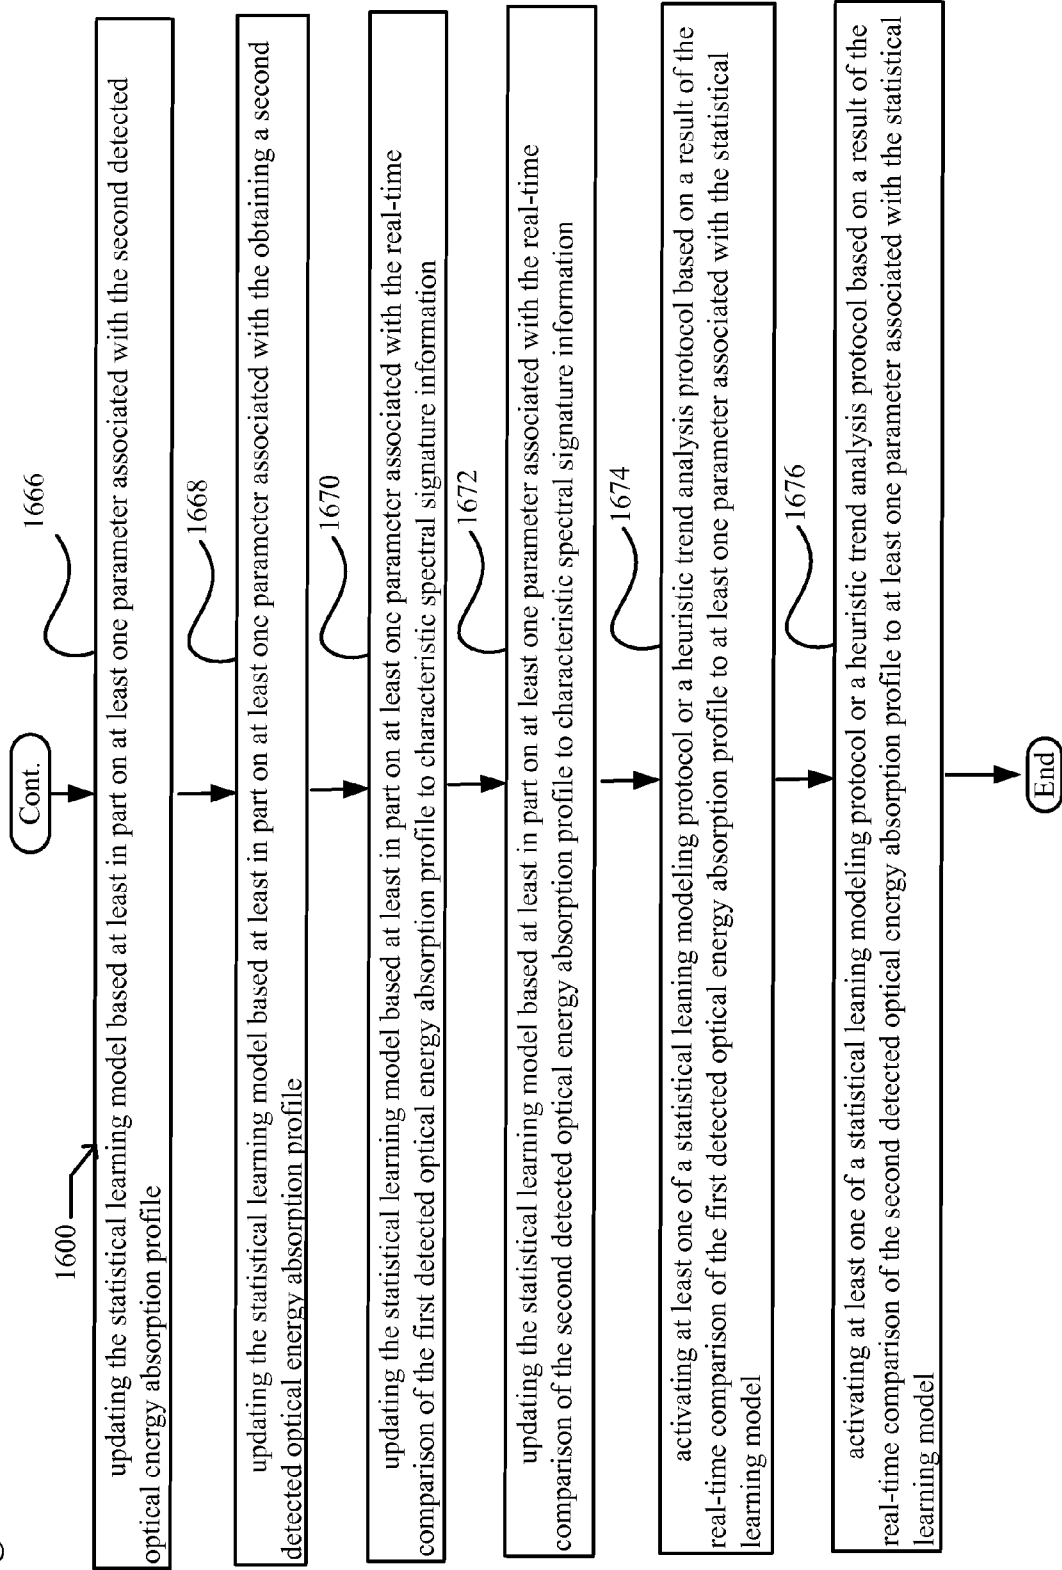 Cont.
1600
1666
updating the statistical learning model based at least in part on at least one parameter associated with the second detected
optical energy absorption profile
1668
updating the statistical learning model based at least in part on at least one parameter associated with the obtaining a second
detected optical energy absorption profile
1670
updating the statistical learning model based at least in part on at least one parameter associated with the real-time
comparison of the first detected optical energy absorption profile to characteristic spectral signature information
1672
updating the statistical learning model based at least in part on at least one parameter associated with the real-time
comparison of the second detected optical energy absorption profile to characteristic spectral signature information
1674
activating at least one of a statistical leaning modeling protocol or a heuristic trend analysis protocol based on a result of the
real-time comparison of the first detected optical energy absorption profile to at least one parameter associated with the statistical
learning model
1676
activating at least one of a statistical leaning modeling protocol or a heuristic trend analysis protocol based on a result of the
real-time comparison of the second detected optical energy absorption profile to at least one parameter associated with the statistical
learning model
End